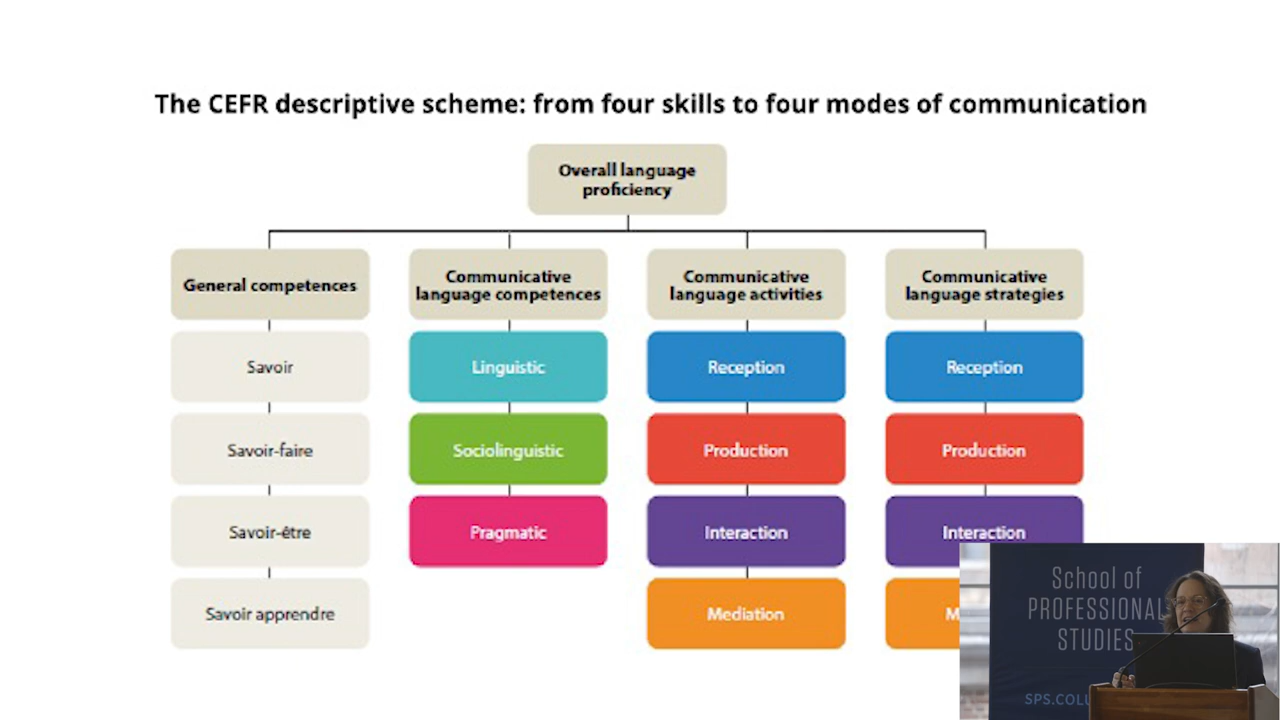 The CEFR descriptive scheme: from four skills to four modes of communication
Overall language
proficiency
General competences
Savoir
Savoir-faire
Savoir-être
Savoir apprendre
Communicative
language competences
Linguistic
Sociolinguistic
Pragmatic
Communicative
language activities
Reception
Production
Interaction
Mediation
Communicative
language strategies
Reception
Production
Interaction
School of
PROFESSIONAL
STUDIES